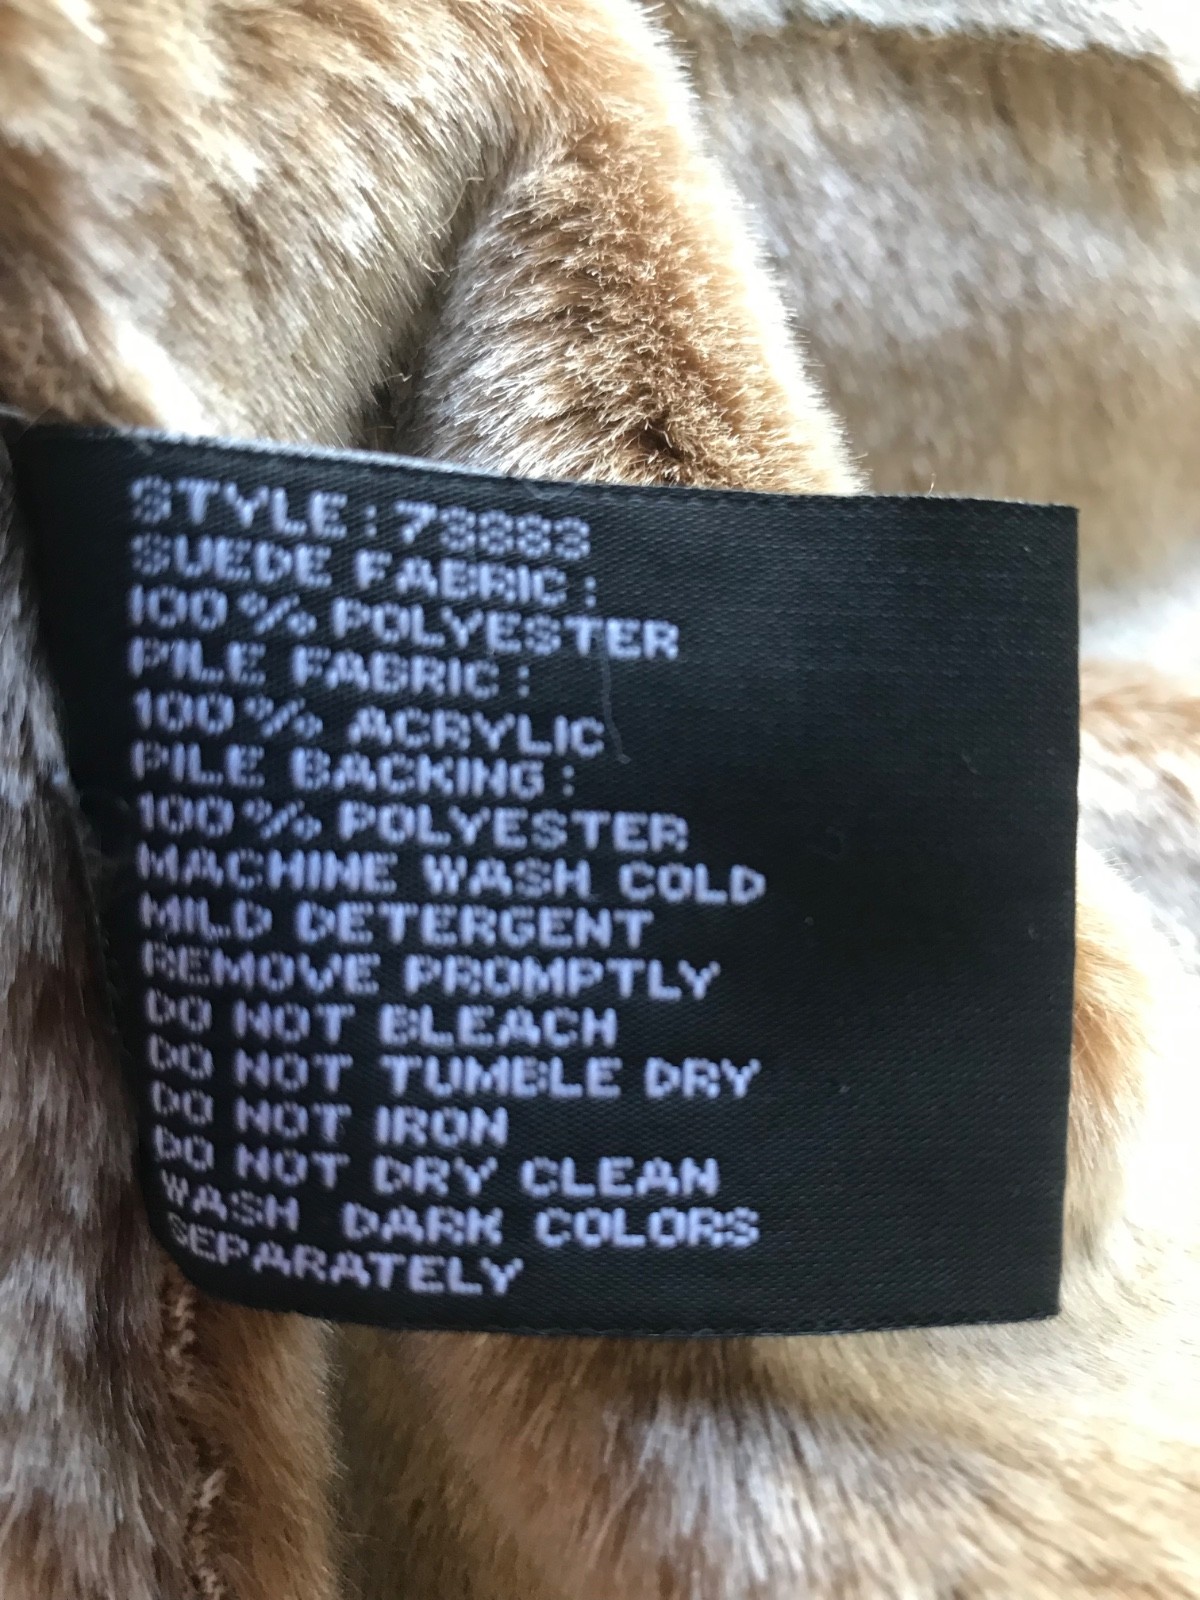 STYLE : 73883
SUEDE FABRIC :
100 % POLYESTER
PILE FABRIC :
100 % ACRYLIC
PILE BACKING :
100 % POLYESTER
MACHINE WASH COLD
MILD DETERGENT
REMOVE PROMPTLY
DO NOT BLEACH
DO NOT TUMBLE DRY
DO NOT IRON
DO NOT DRY CLEAN
WASH DARK COLORS
SEPARATELY